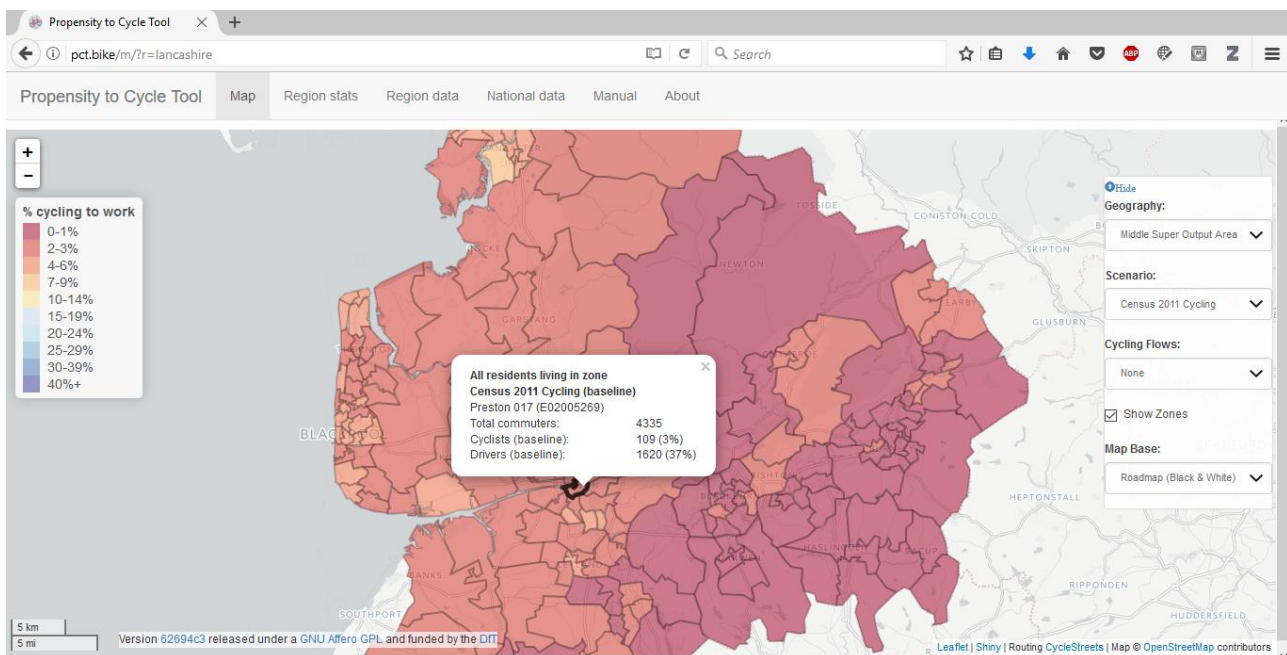 Propensity to Cycle Tool
pct.bike/m/?r=lancashire
Search
ABP
Z
Propensity to Cycle Tool Map Region stats Region data National data Manual About
+
−
% cycling to work
0-1%
2-3%
4-6%
7-9%
10-14%
15-19%
20-24%
25-29%
30-39%
40%+
Hide
Geography:
Middle Super Output Area
Scenario:
Census 2011 Cycling
Cycling Flows:
None
Show Zones
Map Base:
Roadmap (Black & White)
All residents living in zone
Census 2011 Cycling (baseline)
Preston 017 (E02005269)
Total commuters: 4335
Cyclists (baseline): 109 (3%)
Drivers (baseline): 1620 (37%)
CONISTON COLD
SKIPTON
NEWTON
EARBY
GLUSBURN
GARSTANG
HEPTONSTALL
BANKS
SOUTHPORT
RIPPONDEN
HUDDERSFIELD
5 km
5 mi
Version 62694c3 released under a GNU Affero GPL and funded by the DfT
Leaflet | Shiny | Routing CycleStreets | Map © OpenStreetMap contributors